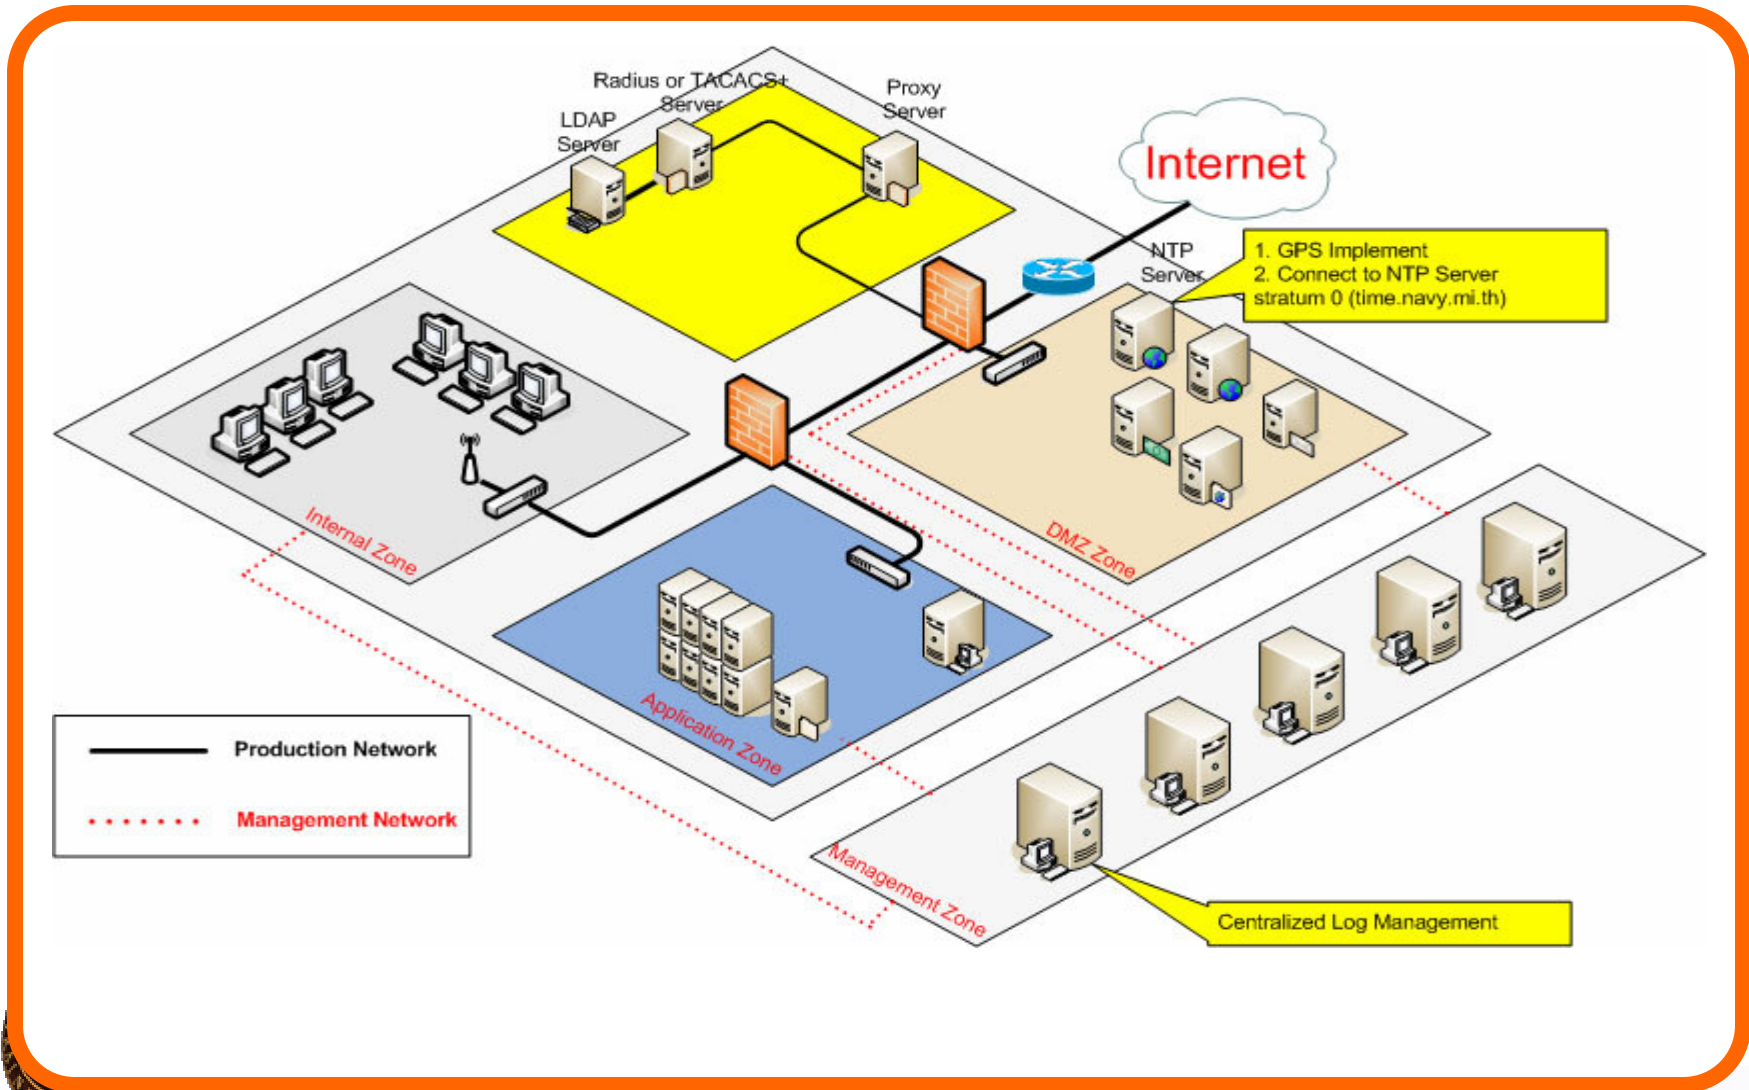 Radius or TACACS+
Server
Proxy
Server
LDAP
Server
Internet
NTP
Server
1. GPS Implement
2. Connect to NTP Server
stratum 0 (time.navy.mi.th)
Internal Zone
DMZ Zone
Application Zone
Production Network
Management Network
Management Zone
Centralized Log Management